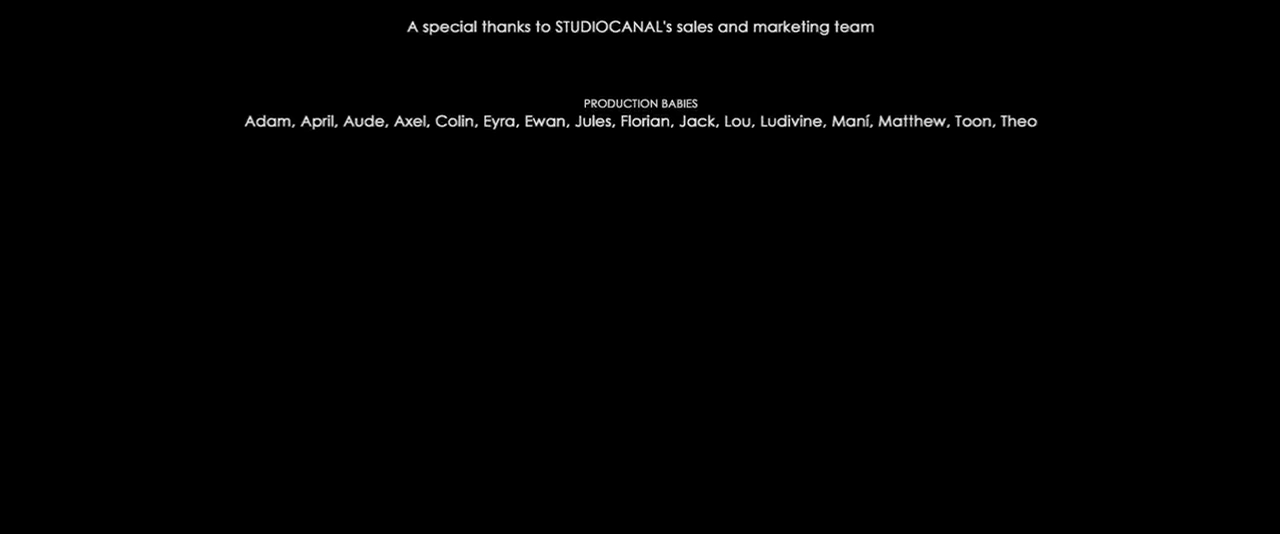 A special thanks to STUDIOCANAL's sales and marketing team
PRODUCTION BABIES
Adam, April, Aude, Axel, Colin, Eyra, Ewan, Jules, Florian, Jack, Lou, Ludivine, Maní, Matthew, Toon, Theo